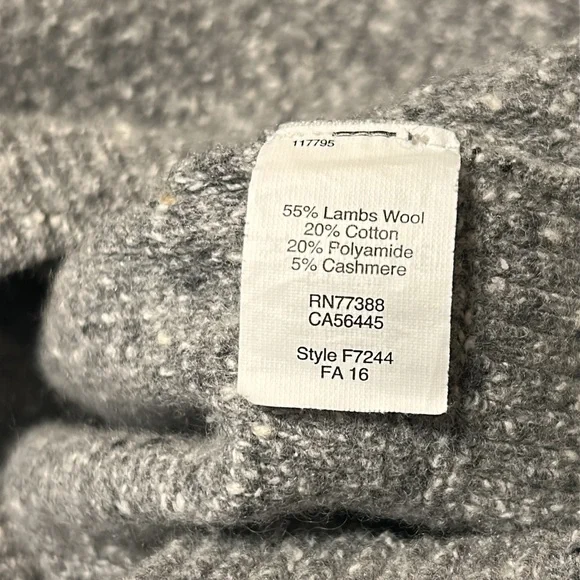 117795
55% Lambs Wool
20% Cotton
20% Polyamide
5% Cashmere
RN77388
CA56445
Style F7244
FA 16